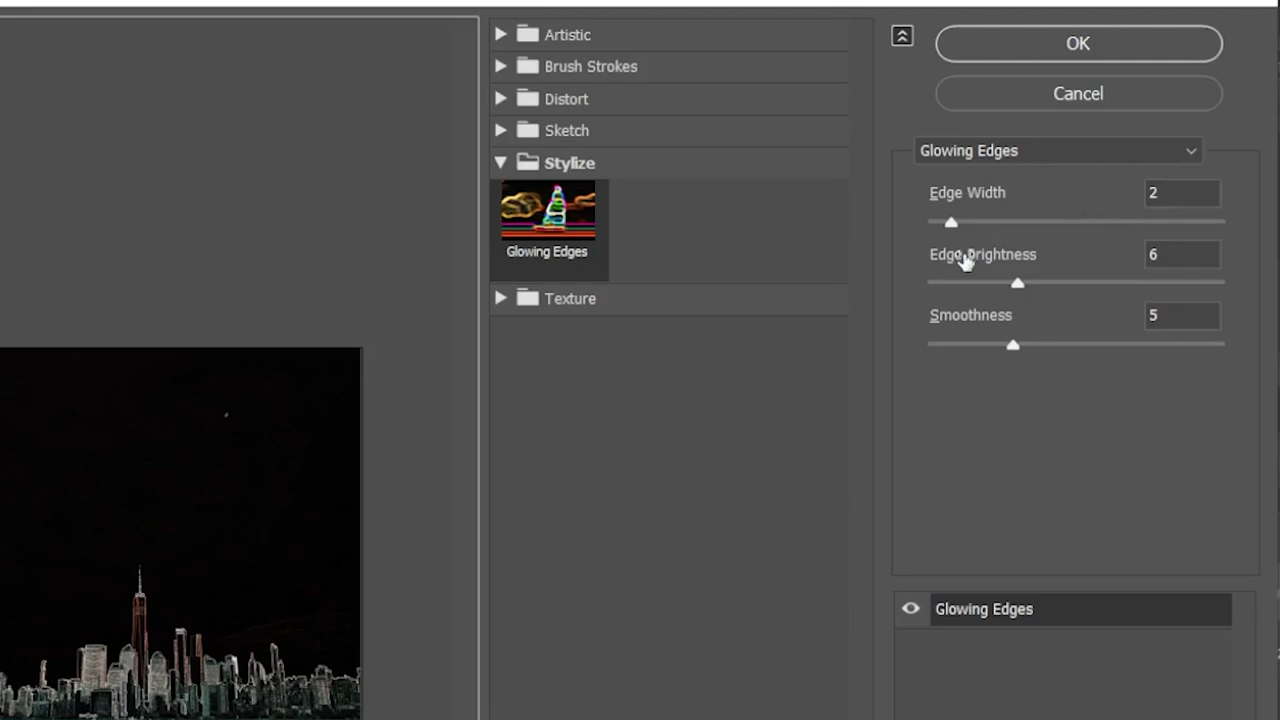 Artistic
Brush Strokes
Distort
Sketch
Stylize
Glowing Edges
Texture
OK
Cancel
Glowing Edges
Edge Width 2
Edge Brightness 6
Smoothness 5
Glowing Edges